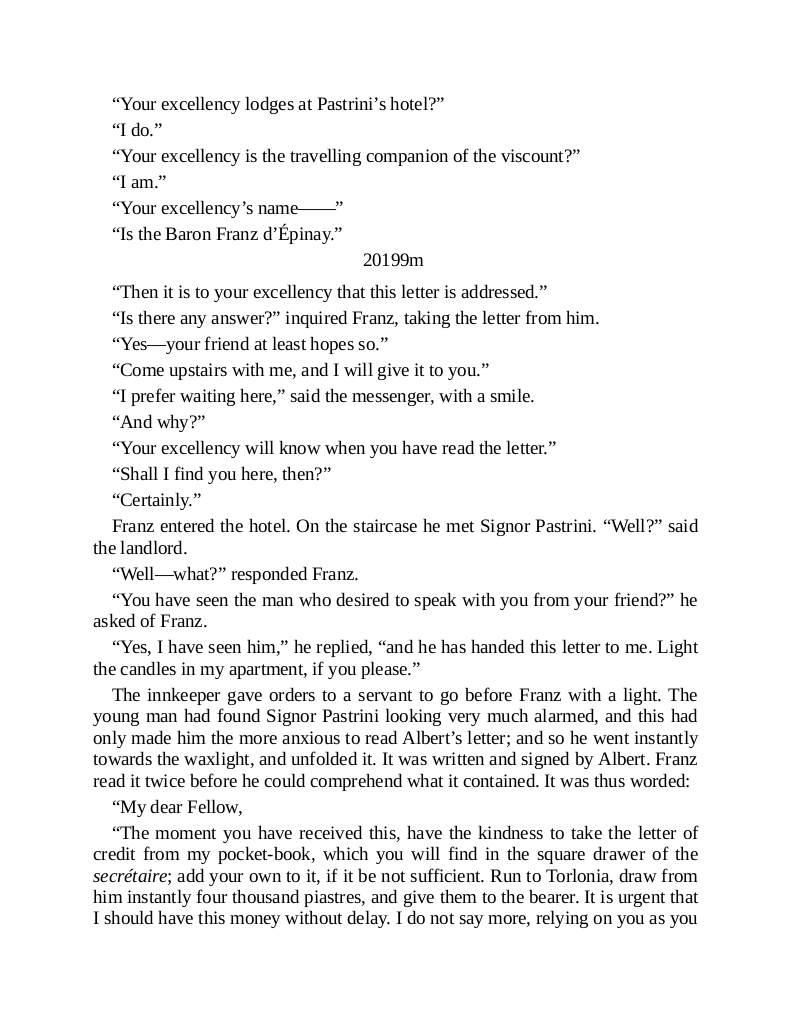 “Your excellency lodges at Pastrini’s hotel?”
“I do.”
“Your excellency is the travelling companion of the viscount?”
“I am.”
“Your excellency’s name——”
“Is the Baron Franz d’Épinay.”
20199m
“Then it is to your excellency that this letter is addressed.”
“Is there any answer?” inquired Franz, taking the letter from him.
“Yes—your friend at least hopes so.”
“Come upstairs with me, and I will give it to you.”
“I prefer waiting here,” said the messenger, with a smile.
“And why?”
“Your excellency will know when you have read the letter.”
“Shall I find you here, then?”
“Certainly.”
Franz entered the hotel. On the staircase he met Signor Pastrini. “Well?” said
the landlord.
“Well—what?” responded Franz.
“You have seen the man who desired to speak with you from your friend?” he
asked of Franz.
“Yes, I have seen him,” he replied, “and he has handed this letter to me. Light
the candles in my apartment, if you please.”
The innkeeper gave orders to a servant to go before Franz with a light. The
young man had found Signor Pastrini looking very much alarmed, and this had
only made him the more anxious to read Albert’s letter; and so he went instantly
towards the waxlight, and unfolded it. It was written and signed by Albert. Franz
read it twice before he could comprehend what it contained. It was thus worded:
“My dear Fellow,
“The moment you have received this, have the kindness to take the letter of
credit from my pocket-book, which you will find in the square drawer of the
secrétaire; add your own to it, if it be not sufficient. Run to Torlonia, draw from
him instantly four thousand piastres, and give them to the bearer. It is urgent that
I should have this money without delay. I do not say more, relying on you as you